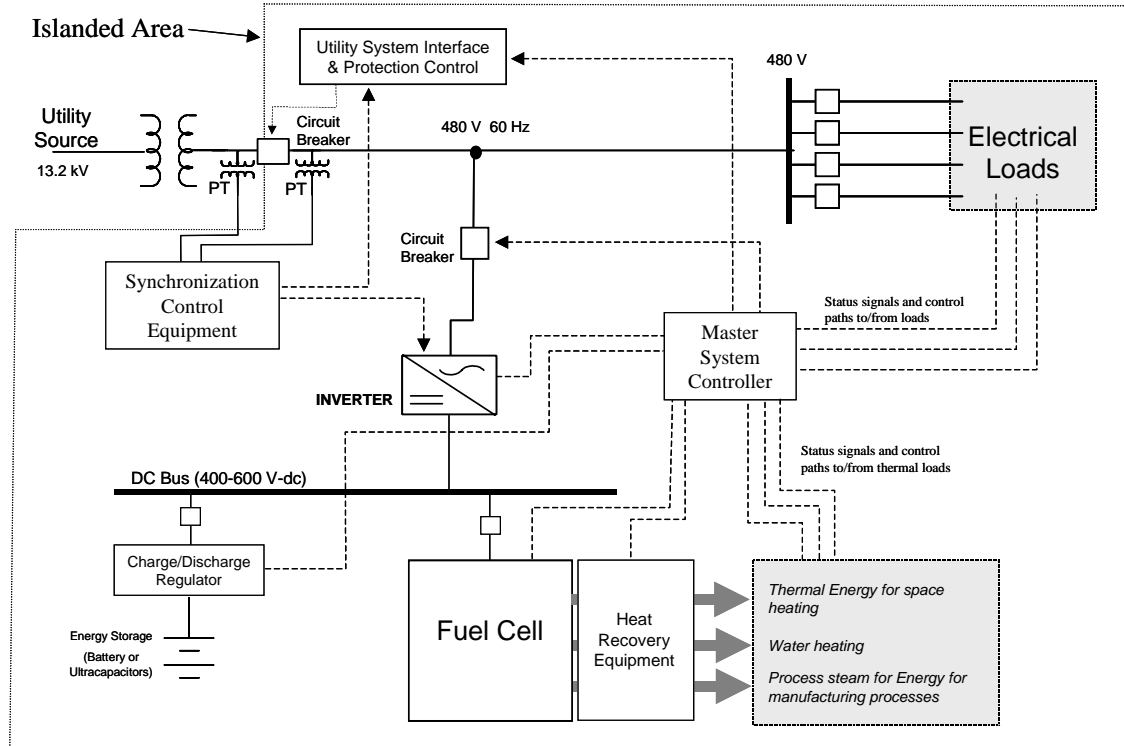 Islanded Area
Utility System Interface
& Protection Control
480 V
Utility
Source
13.2 kV
Circuit
Breaker
480 V  60 Hz
PT
PT
Electrical
Loads
Circuit
Breaker
Synchronization
Control
Equipment
Status signals and control
paths to/from loads
Master
System
Controller
INVERTER
Status signals and control
paths to/from thermal loads
DC Bus (400-600 V-dc)
Charge/Discharge
Regulator
Energy Storage
(Battery or
Ultracapacitors)
Fuel Cell
Heat
Recovery
Equipment
Thermal Energy for space
heating
Water heating
Process steam for Energy for
manufacturing processes